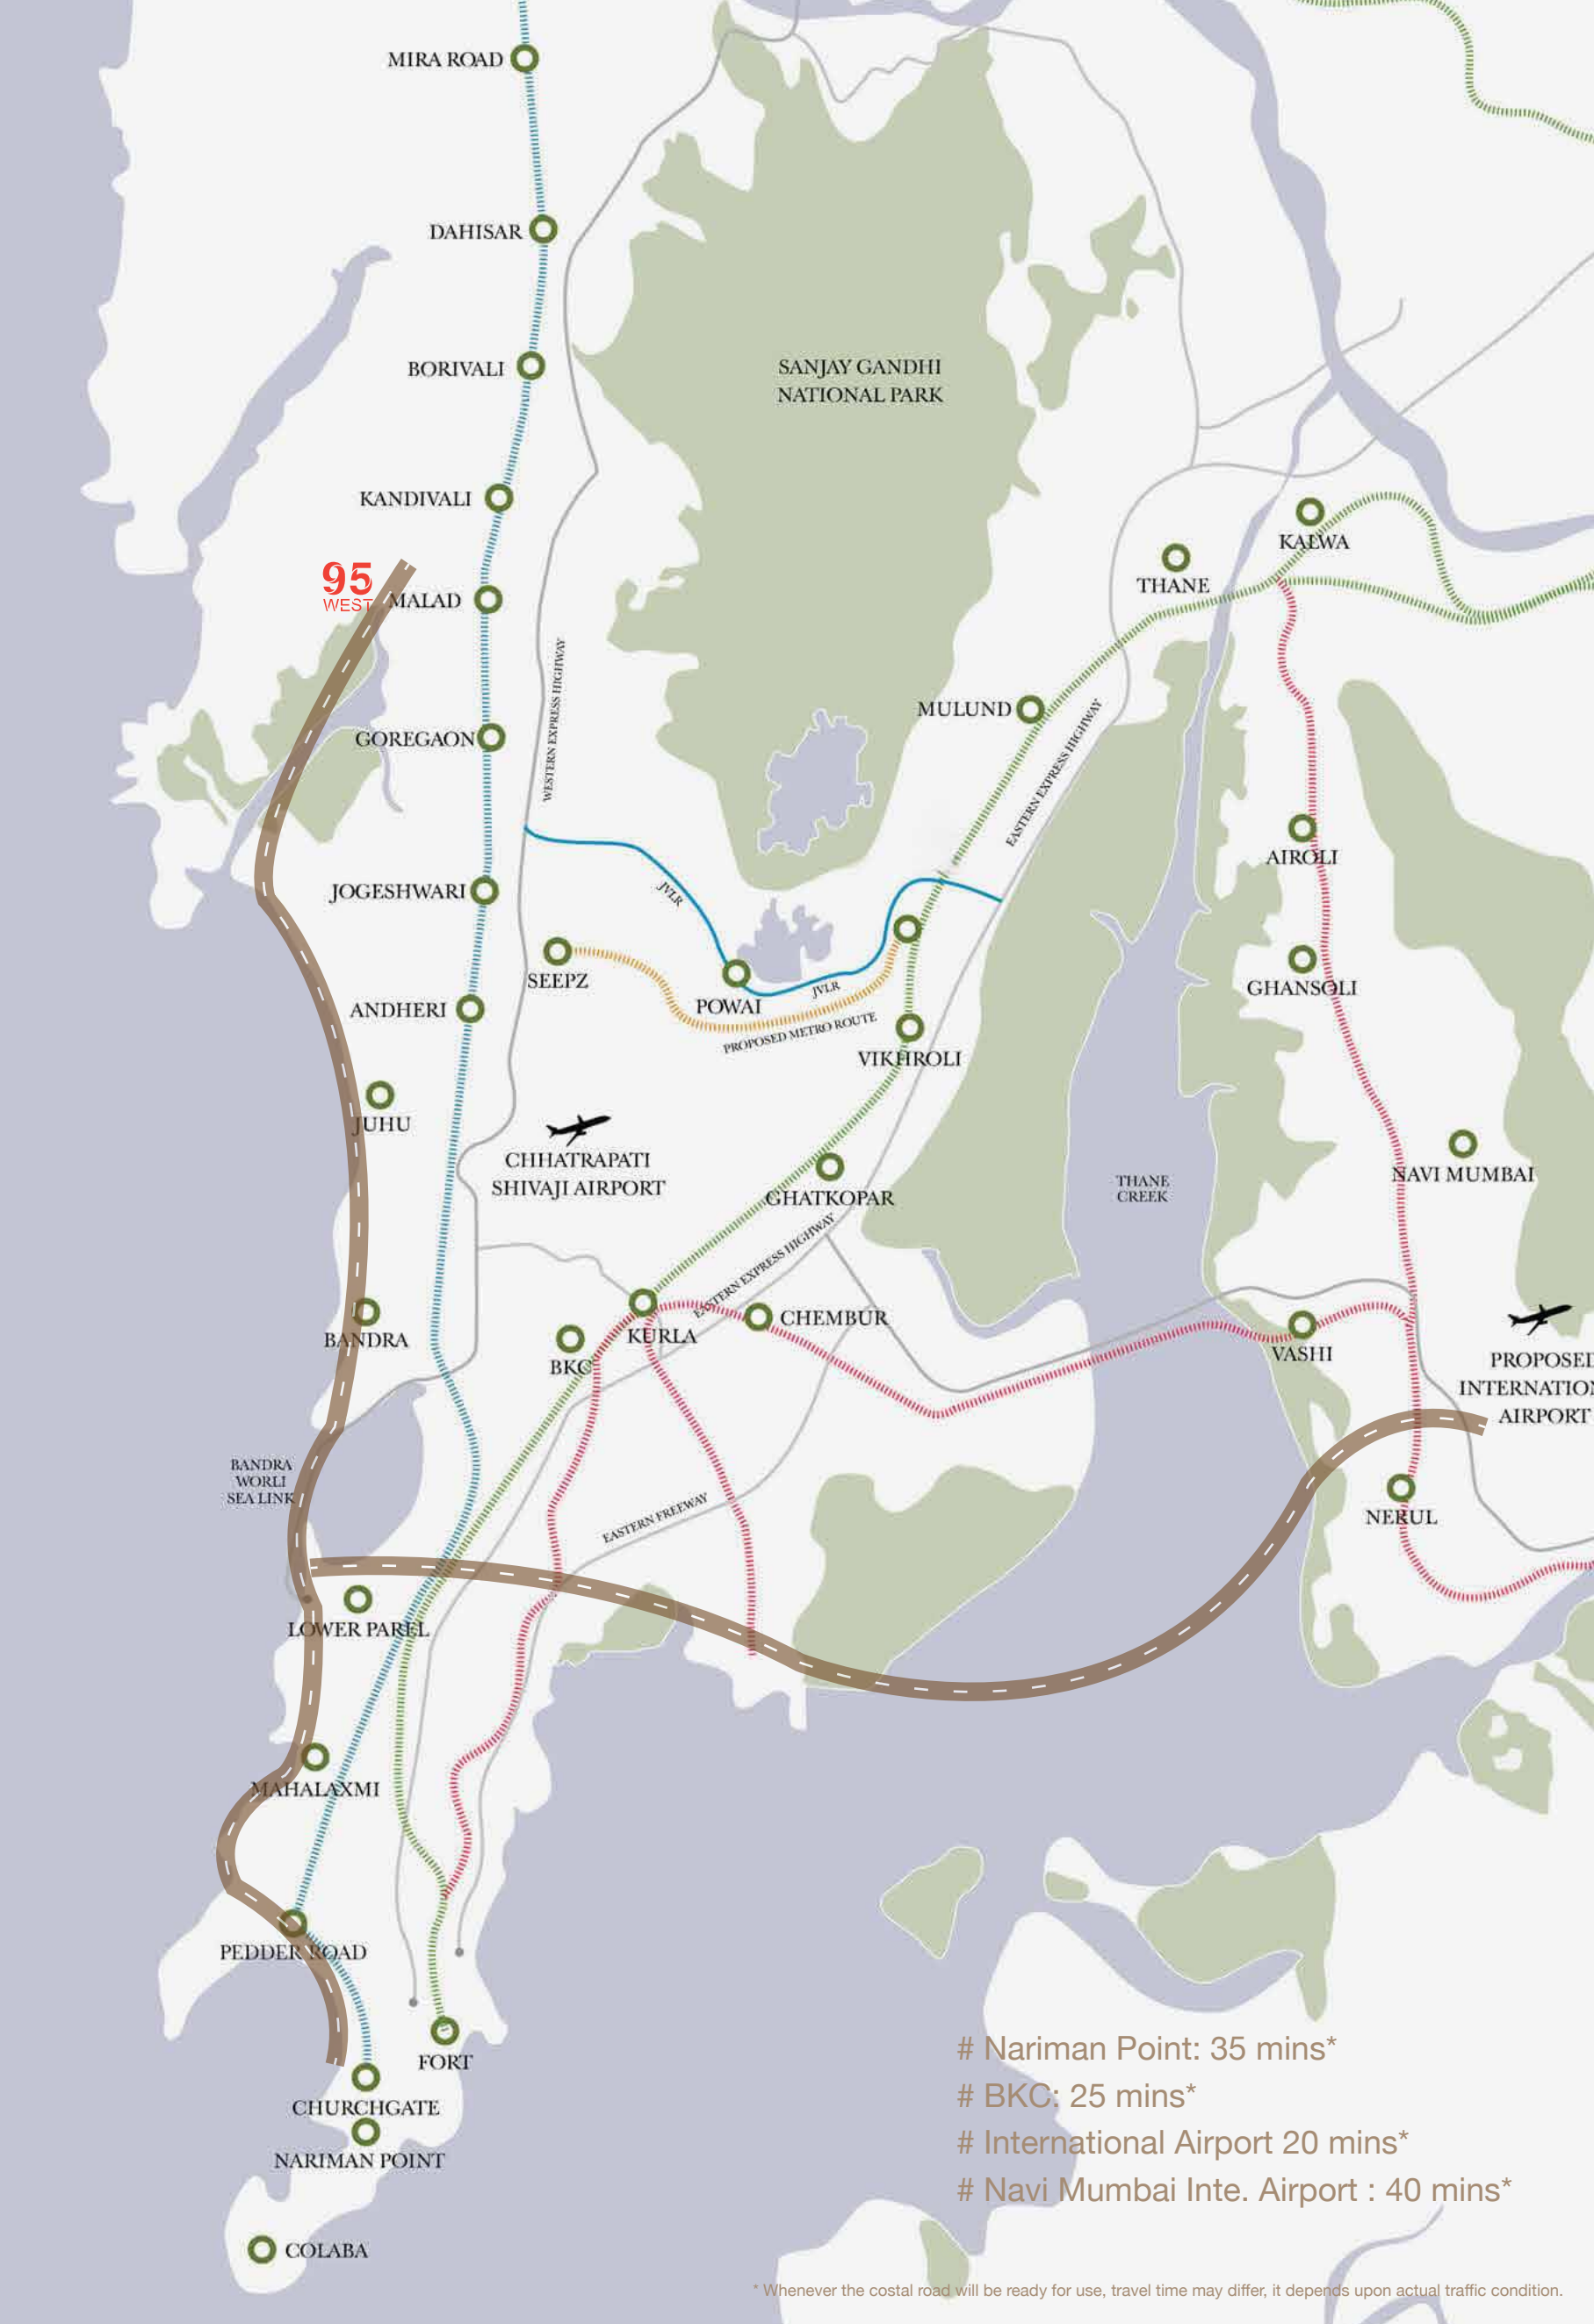 MIRA ROAD
DAHISAR
BORIVALI
SANJAY GANDHI
NATIONAL PARK
KANDIVALI
KALWA
THANE
95
WEST
MALAD
WESTERN EXPRESS HIGHWAY
MULUND
EASTERN EXPRESS HIGHWAY
GOREGAON
AIROLI
JVLR
JOGESHWARI
SEEPZ
POWAI
JVLR
GHANSOLI
ANDHERI
PROPOSED METRO ROUTE
VIKHROLI
JUHU
CHHATRAPATI
SHIVAJI AIRPORT
GHATKOPAR
THANE
CREEK
NAVI MUMBAI
EASTERN EXPRESS HIGHWAY
BANDRA
BKC
KURLA
CHEMBUR
VASHI
PROPOSED
INTERNATIO
AIRPORT
BANDRA
WORLI
SEA LINK
EASTERN FREEWAY
NERUL
LOWER PAREL
MAHALAXMI
PEDDER ROAD
FORT
CHURCHGATE
NARIMAN POINT
COLABA
# Nariman Point: 35 mins*
# BKC: 25 mins*
# International Airport 20 mins*
# Navi Mumbai Inte. Airport : 40 mins*
* Whenever the costal road will be ready for use, travel time may differ, it depends upon actual traffic condition.